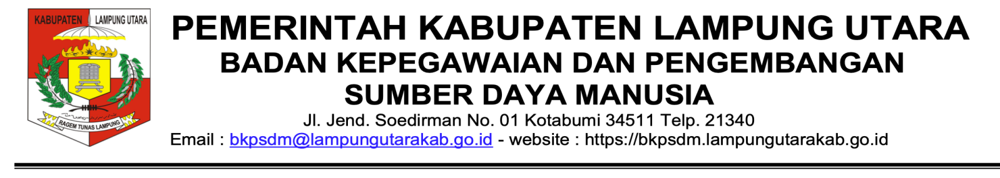 KABUPATEN LAMPUNG UTARA
RAGEM TUNAS LAMPUNG
PEMERINTAH KABUPATEN LAMPUNG UTARA
BADAN KEPEGAWAIAN DAN PENGEMBANGAN
SUMBER DAYA MANUSIA
Jl. Jend. Soedirman No. 01 Kotabumi 34511 Telp. 21340
Email : bkpsdm@lampungutarakab.go.id - website : https://bkpsdm.lampungutarakab.go.id